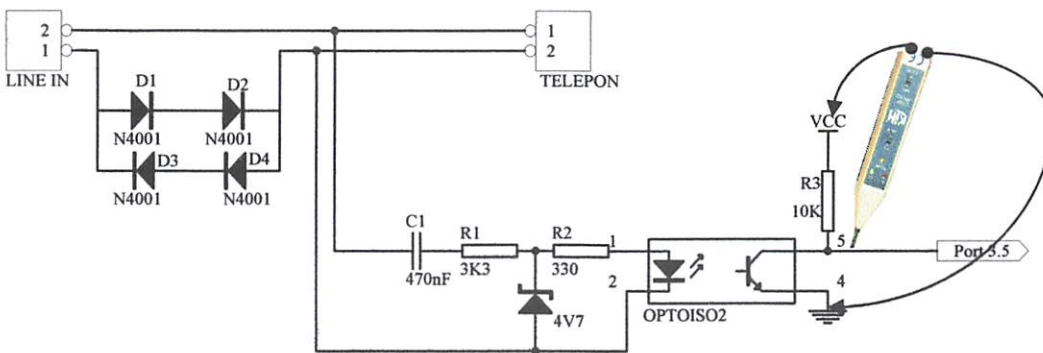 2
1
LINE IN
1
2
TELEPON
D1
D2
N4001
N4001
D3
D4
N4001
N4001
VCC
R3
10K
C1
470nF
R1
3K3
R2
330
4V7
1
2
OPTOISO2
5
4
Port 3.5